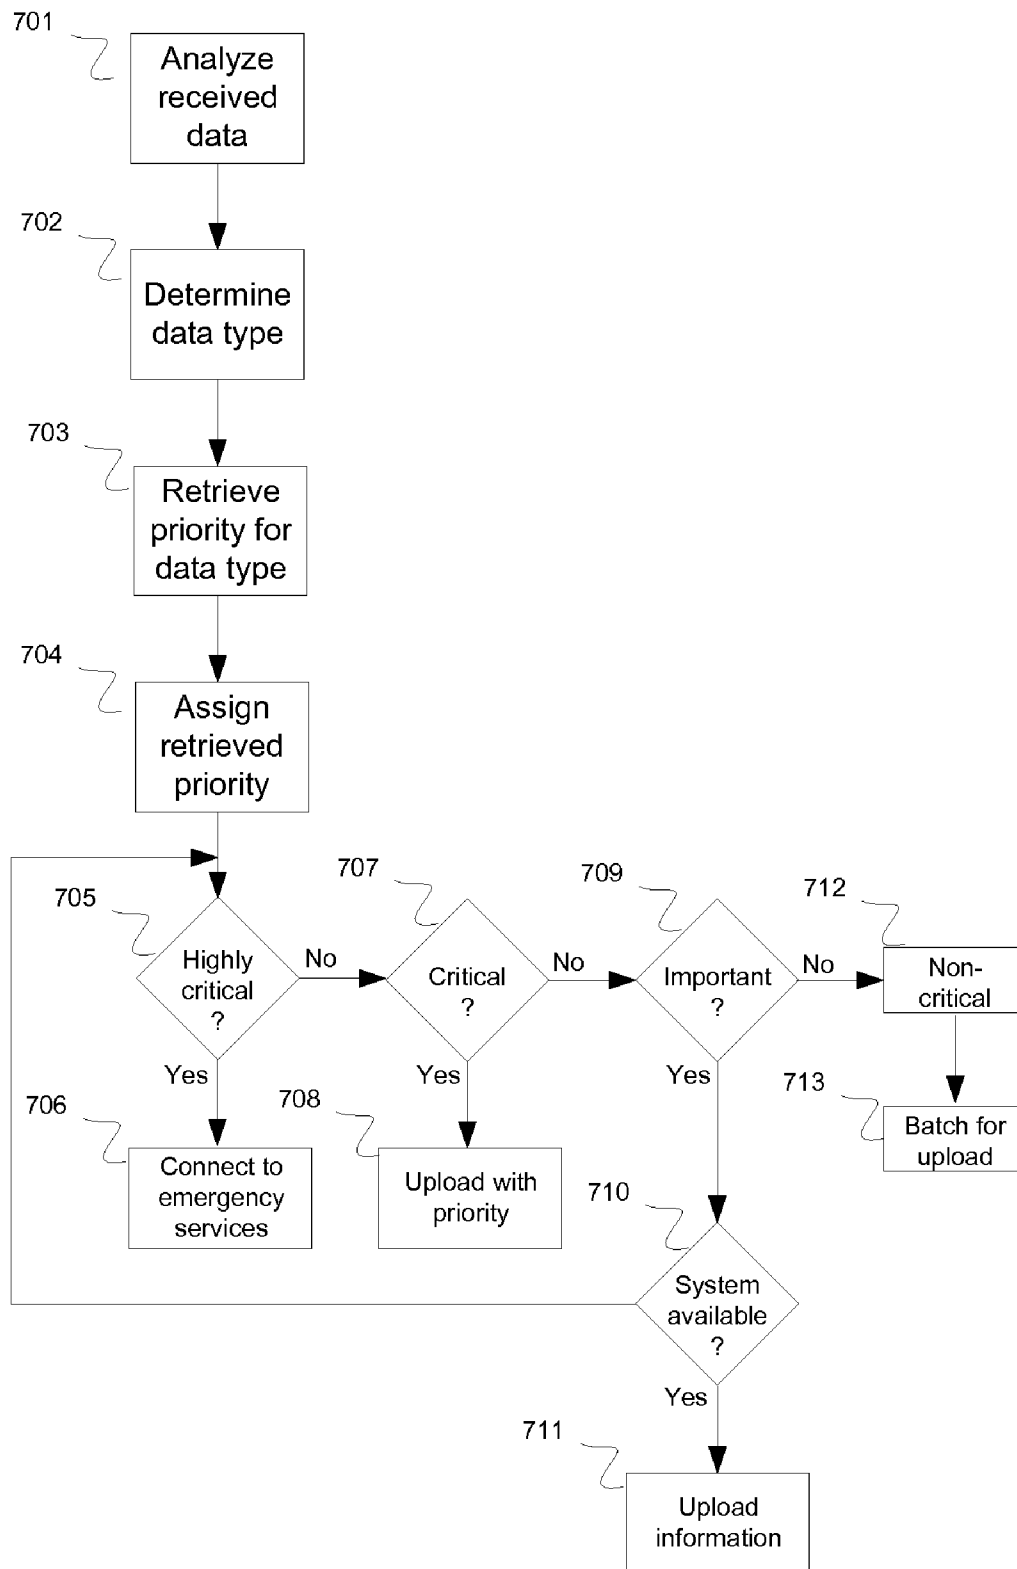 701
Analyze
received
data
702
Determine
data type
703
Retrieve
priority for
data type
704
Assign
retrieved
priority
705
Highly
critical
?
No
Yes
706
Connect to
emergency
services
707
Critical
?
No
Yes
708
Upload with
priority
709
Important
?
No
Yes
710
System
available
?
Yes
711
Upload
information
712
Non-
critical
713
Batch for
upload